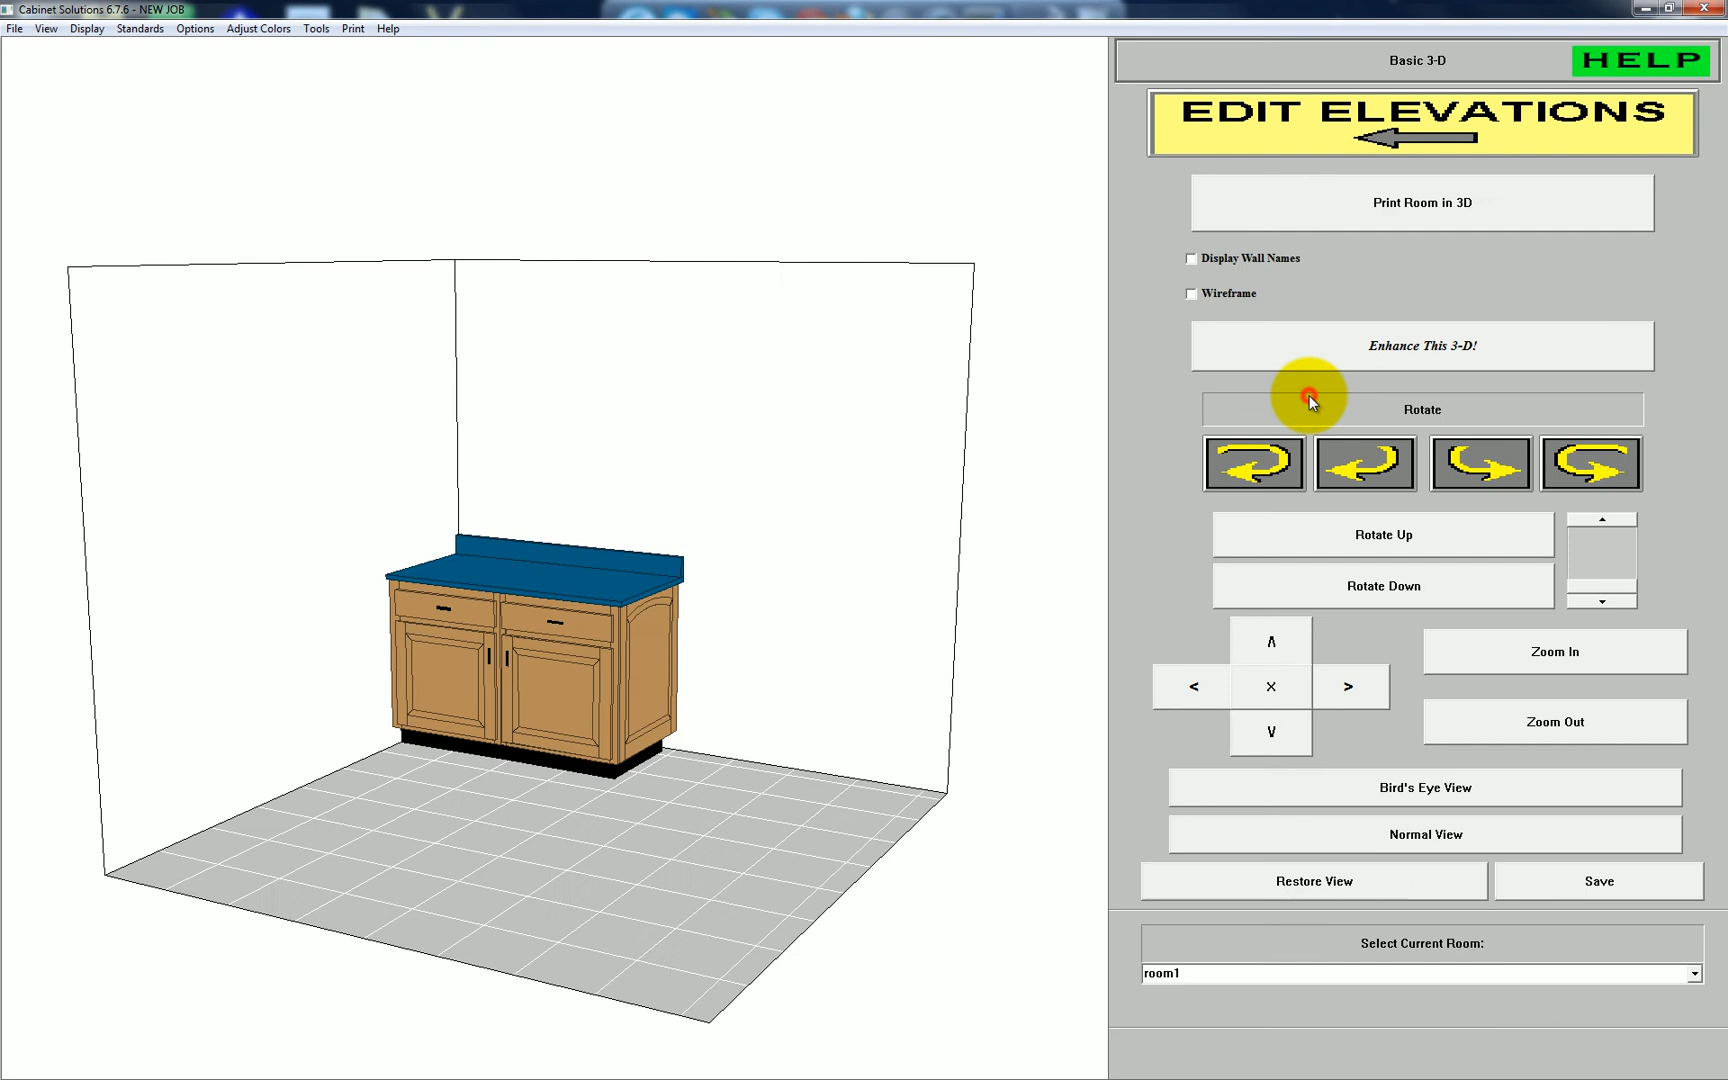 Cabinet Solutions 6.7.6 - NEW JOB
File View Display Standards Options Adjust Colors Tools Print Help
Basic 3-D
HELP
EDIT ELEVATIONS
Print Room in 3D
Display Wall Names
Wireframe
Enhance This 3-D!
Rotate
Rotate Up
Rotate Down
Λ
< X >
V
Zoom In
Zoom Out
Bird's Eye View
Normal View
Restore View
Save
Select Current Room:
room1